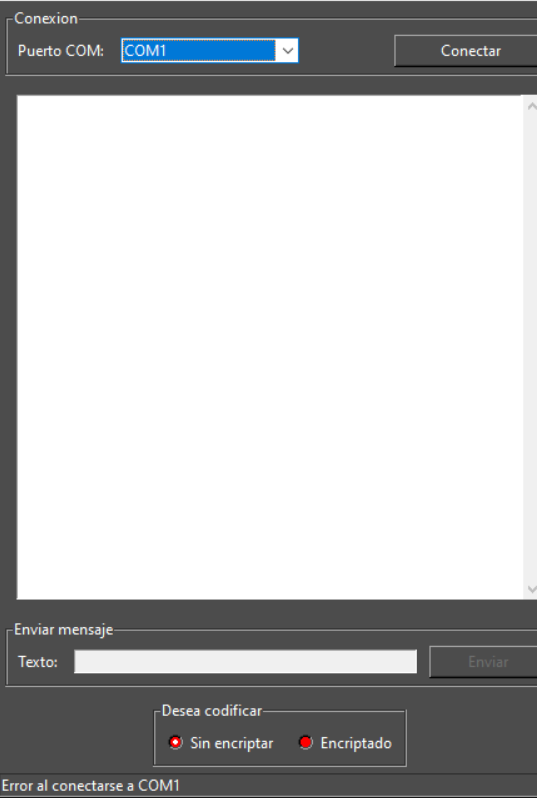 Conexion
Puerto COM: COM1 Conectar
Enviar mensaje
Texto: Enviar
Desea codificar
Sin encriptar Encriptado
Error al conectarse a COM1